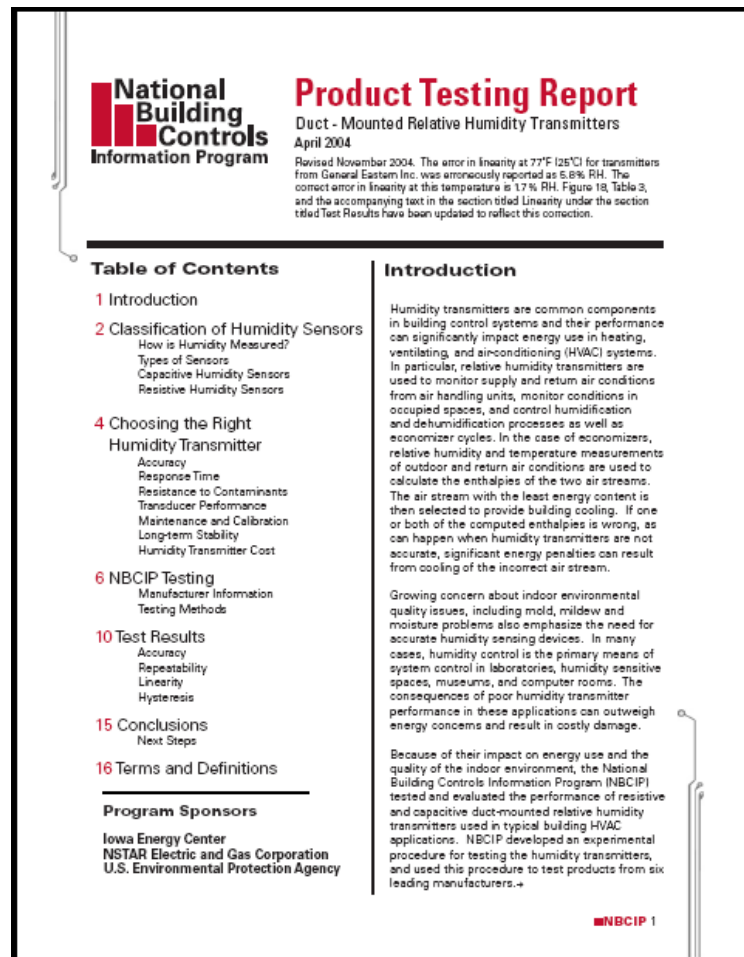 National
Building
Controls
Information Program
Product Testing Report
Duct - Mounted Relative Humidity Transmitters
April 2004
Revised November 2004. The error in linearity at 77°F (25°C) for transmitters
from General Eastern Inc. was erroneously reported as 5.8% RH. The
correct error in linearity at this temperature is 1.7% RH. Figure 18, Table 3,
and the accompanying text in the section titled Linearity under the section
titled Test Results have been updated to reflect this correction.
Table of Contents
1 Introduction
2 Classification of Humidity Sensors
How is Humidity Measured?
Types of Sensors
Capacitive Humidity Sensors
Resistive Humidity Sensors
4 Choosing the Right
Humidity Transmitter
Accuracy
Response Time
Resistance to Contaminants
Transducer Performance
Maintenance and Calibration
Long-term Stability
Humidity Transmitter Cost
6 NBCIP Testing
Manufacturer Information
Testing Methods
10 Test Results
Accuracy
Repeatability
Linearity
Hysteresis
15 Conclusions
Next Steps
16 Terms and Definitions
Program Sponsors
Iowa Energy Center
NSTAR Electric and Gas Corporation
U.S. Environmental Protection Agency
Introduction
Humidity transmitters are common components
in building control systems and their performance
can significantly impact energy use in heating,
ventilating, and air-conditioning (HVAC) systems.
In particular, relative humidity transmitters are
used to monitor supply and return air conditions
from air handling units, monitor conditions in
occupied spaces, and control humidification
and dehumidification processes as well as
economizer cycles. In the case of economizers,
relative humidity and temperature measurements
of outdoor and return air conditions are used to
calculate the enthalpies of the two air streams.
The air stream with the least energy content is
then selected to provide building cooling. If one
or both of the computed enthalpies is wrong, as
can happen when humidity transmitters are not
accurate, significant energy penalties can result
from cooling of the incorrect air stream.
Growing concern about indoor environmental
quality issues, including mold, mildew and
moisture problems also emphasize the need for
accurate humidity sensing devices. In many
cases, humidity control is the primary means of
system control in laboratories, humidity sensitive
spaces, museums, and computer rooms. The
consequences of poor humidity transmitter
performance in these applications can outweigh
energy concerns and result in costly damage.
Because of their impact on energy use and the
quality of the indoor environment, the National
Building Controls Information Program (NBCIP)
tested and evaluated the performance of resistive
and capacitive duct-mounted relative humidity
transmitters used in typical building HVAC
applications. NBCIP developed an experimental
procedure for testing the humidity transmitters,
and used this procedure to test products from six
leading manufacturers.→
NBCIP 1